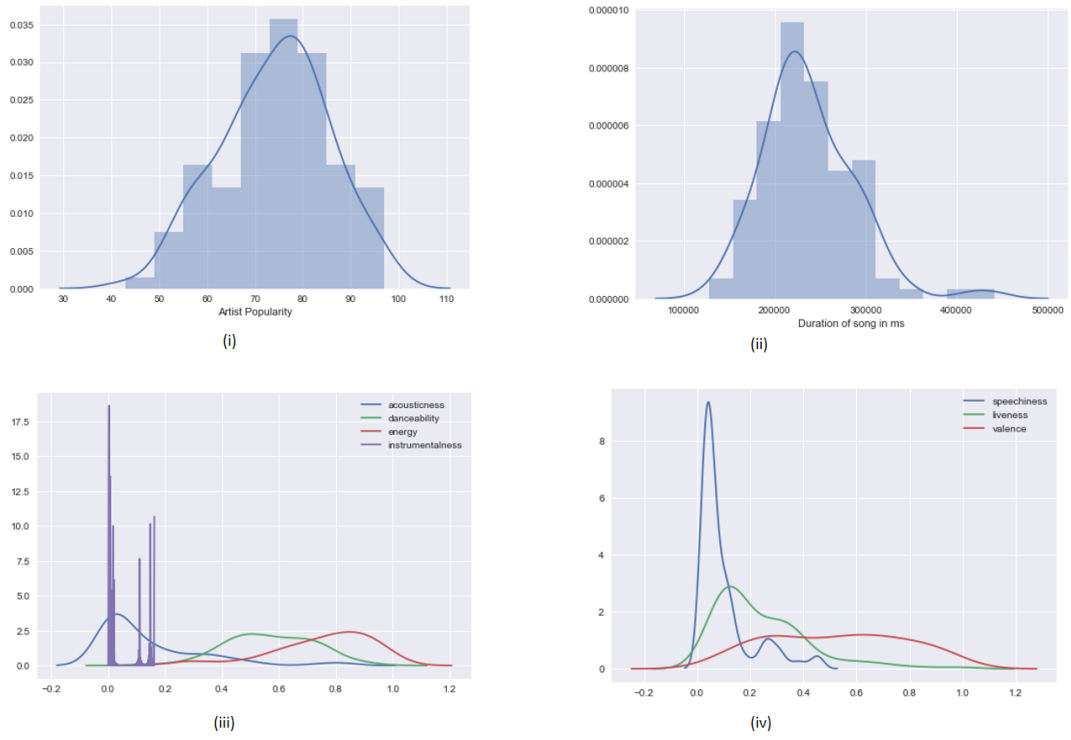 0.035
0.030
0.025
0.020
0.015
0.010
0.005
0.000
30 40 50 60 70 80 90 100 110
Artist Popularity
(i)
0.000010
0.000008
0.000006
0.000004
0.000002
0.000000
100000 200000 300000 400000 500000
Duration of song in ms
(ii)
acousticness
danceability
energy
instrumentalness
17.5
15.0
12.5
10.0
7.5
5.0
2.5
0.0
−0.2 0.0 0.2 0.4 0.6 0.8 1.0 1.2
(iii)
speechiness
liveness
valence
8
6
4
2
0
−0.2 0.0 0.2 0.4 0.6 0.8 1.0 1.2
(iv)